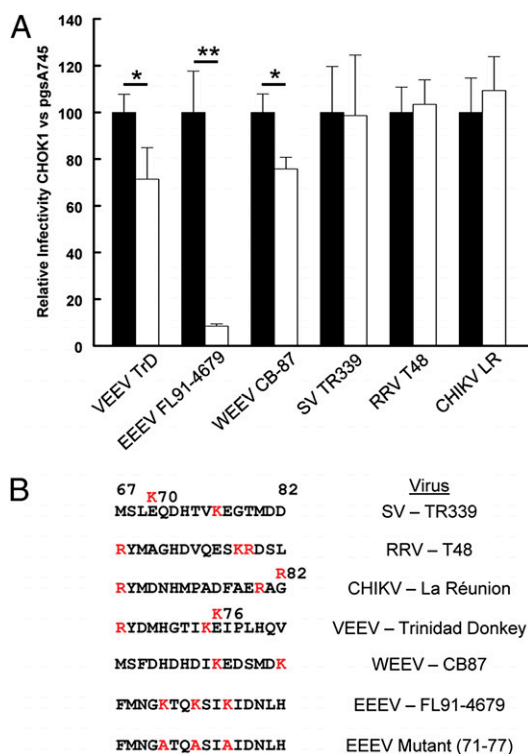 A
* ** *
Relative Infectivity CHOK1 vs pgsA745
140
120
100
80
60
40
20
0
VEEV TrD
EEEV FL91-4679
WEEV CB-87
SV TR339
RRV T48
CHIKV LR
B
67 K70 82 Virus
MSLEQDHTVKEGTMDD SV – TR339
RYMAGHDVQESKRDSL RRV – T48
R82
RYMDNHMPADFAERAG CHIKV – La Réunion
K76
RYDMHGTIKEIPLHQV VEEV – Trinidad Donkey
MSFDHDHDIKEDSMDK WEEV – CB87
FMNGKTQKSIKIDNLH EEEV – FL91-4679
FMNGATQASIAIDNLH EEEV Mutant (71-77)